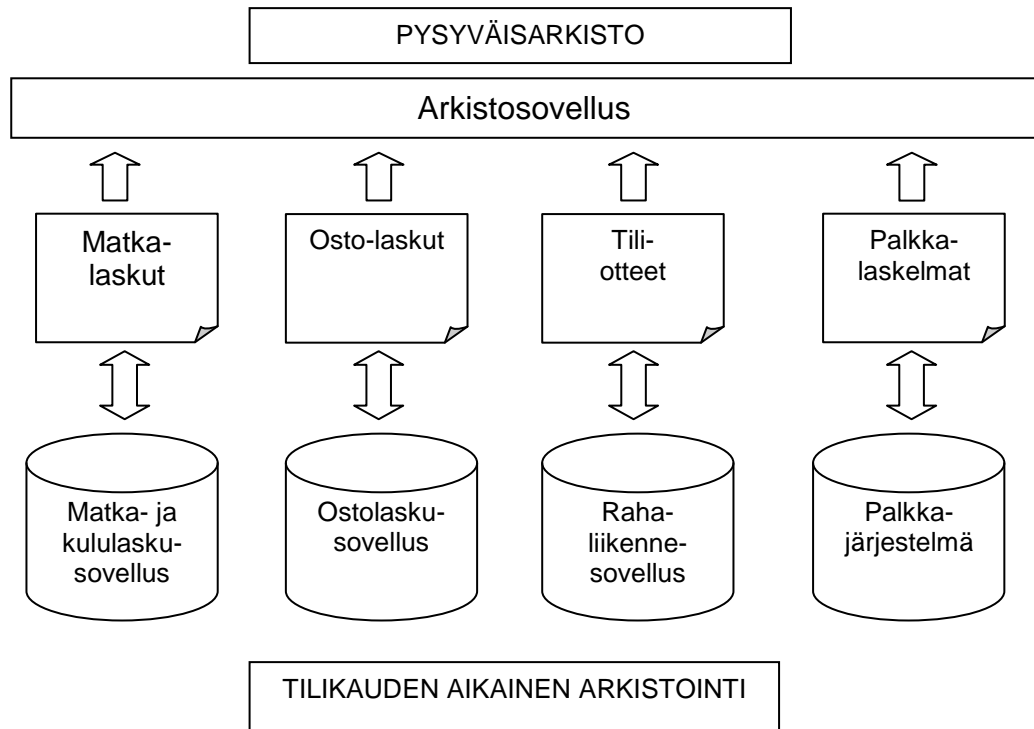 PYSYVÄISARKISTO
Arkistosovellus
Matka-
laskut
Osto-laskut
Tili-
otteet
Palkka-
laskelmat
Matka- ja
kululasku-
sovellus
Ostolasku-
sovellus
Raha-
liikenne-
sovellus
Palkka-
järjestelmä
TILIKAUDEN AIKAINEN ARKISTOINTI